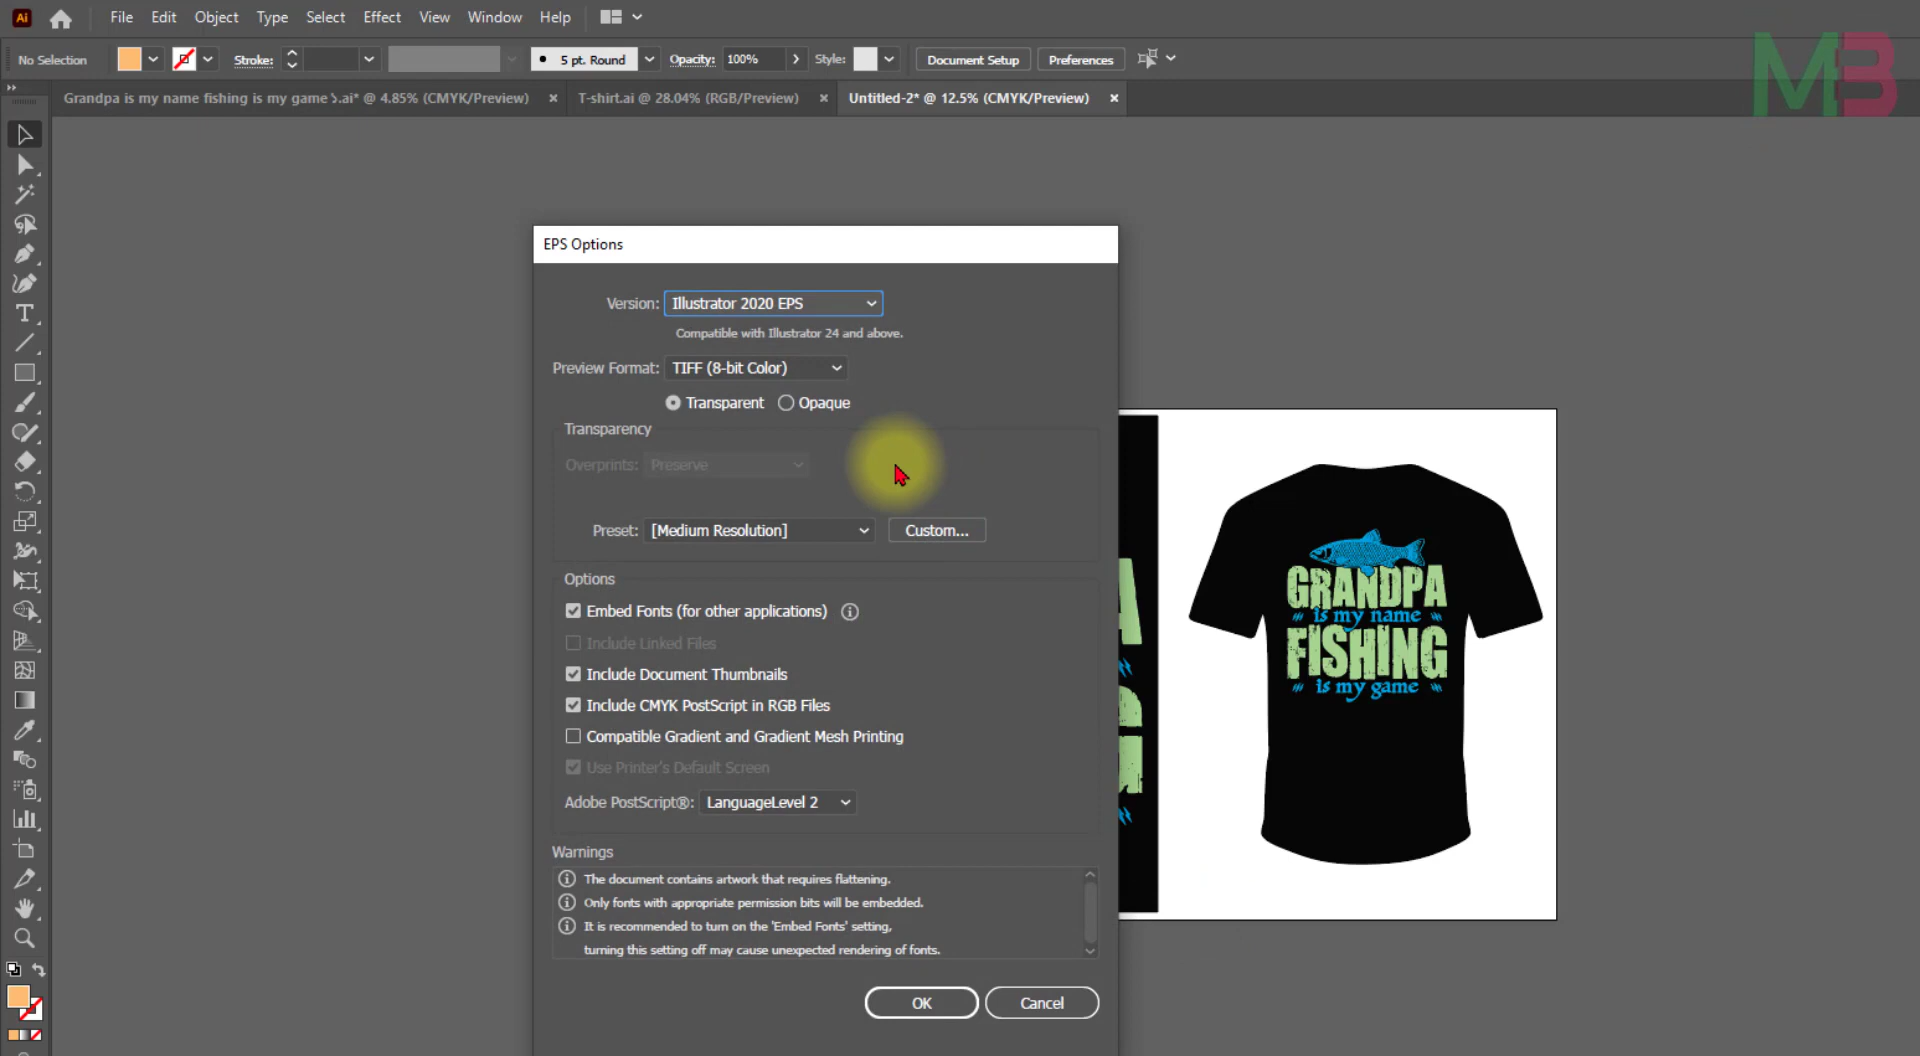 Ai File Edit Object Type Select Effect View Window Help
No Selection Stroke: 5 pt. Round Opacity: 100% Style: Document Setup Preferences
MB
Grandpa is my name fishing is my game 5.ai* @ 4.85% (CMYK/Preview) × T-shirt.ai @ 28.04% (RGB/Preview) × Untitled-2* @ 12.5% (CMYK/Preview) ×
EPS Options
Version: Illustrator 2020 EPS
Compatible with Illustrator 24 and above.
Preview Format: TIFF (8-bit Color)
Transparent Opaque
Transparency
Overprints: Preserve
Preset: [Medium Resolution] Custom...
Options
Embed Fonts (for other applications)
Include Linked Files
Include Document Thumbnails
Include CMYK PostScript in RGB Files
Compatible Gradient and Gradient Mesh Printing
Use Printer's Default Screen
Adobe PostScript®: LanguageLevel 2
Warnings
The document contains artwork that requires flattening.
Only fonts with appropriate permission bits will be embedded.
It is recommended to turn on the 'Embed Fonts' setting,
turning this setting off may cause unexpected rendering of fonts.
OK Cancel
GRANDPA
is my name
FISHING
is my game